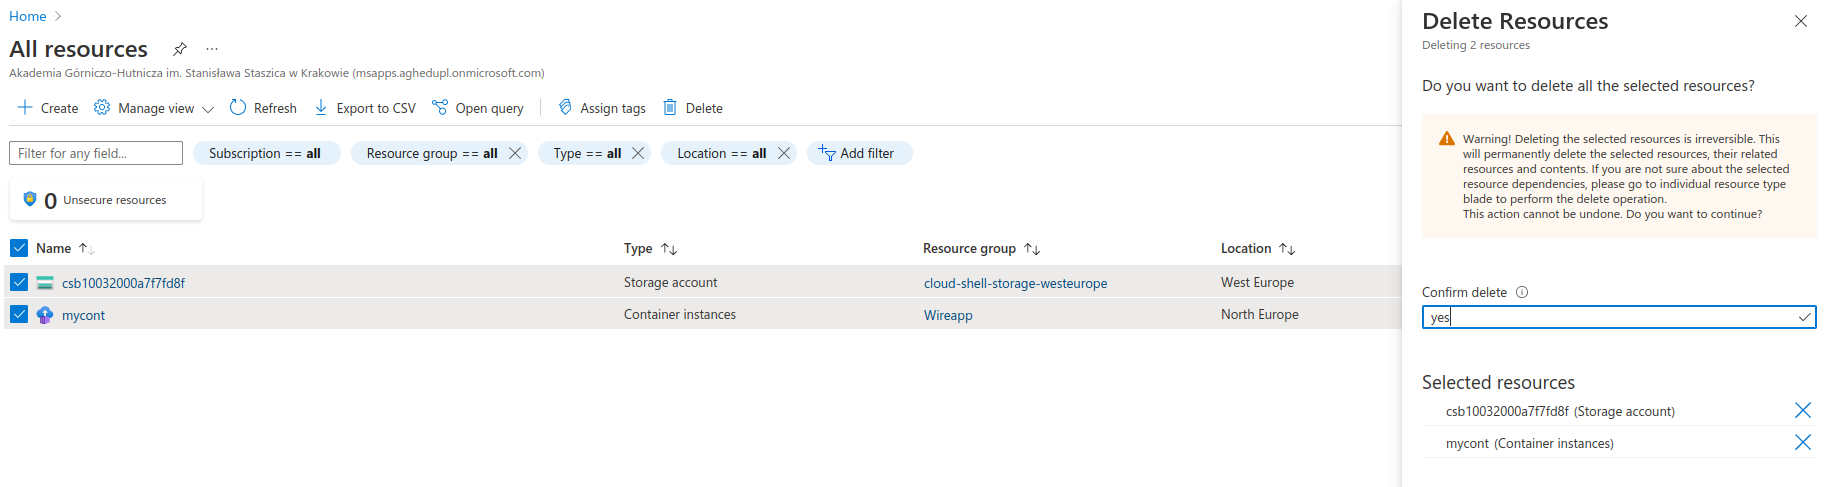 Home
All resources
Akademia Górniczo-Hutnicza im. Stanisława Staszica w Krakowie (msapps.aghedupl.onmicrosoft.com)
Create Manage view Refresh Export to CSV Open query Assign tags Delete
Filter for any field... Subscription == all Resource group == all Type == all Location == all Add filter
0 Unsecure resources
Name Type Resource group Location
csb10032000a7f7fd8f Storage account cloud-shell-storage-westeurope West Europe
mycont Container instances Wireapp North Europe
Delete Resources
Deleting 2 resources
Do you want to delete all the selected resources?
Warning! Deleting the selected resources is irreversible. This
will permanently delete the selected resources, their related
resources and contents. If you are not sure about the selected
resource dependencies, please go to individual resource type
blade to perform the delete operation.
This action cannot be undone. Do you want to continue?
Confirm delete
yes
Selected resources
csb10032000a7f7fd8f (Storage account)
mycont (Container instances)